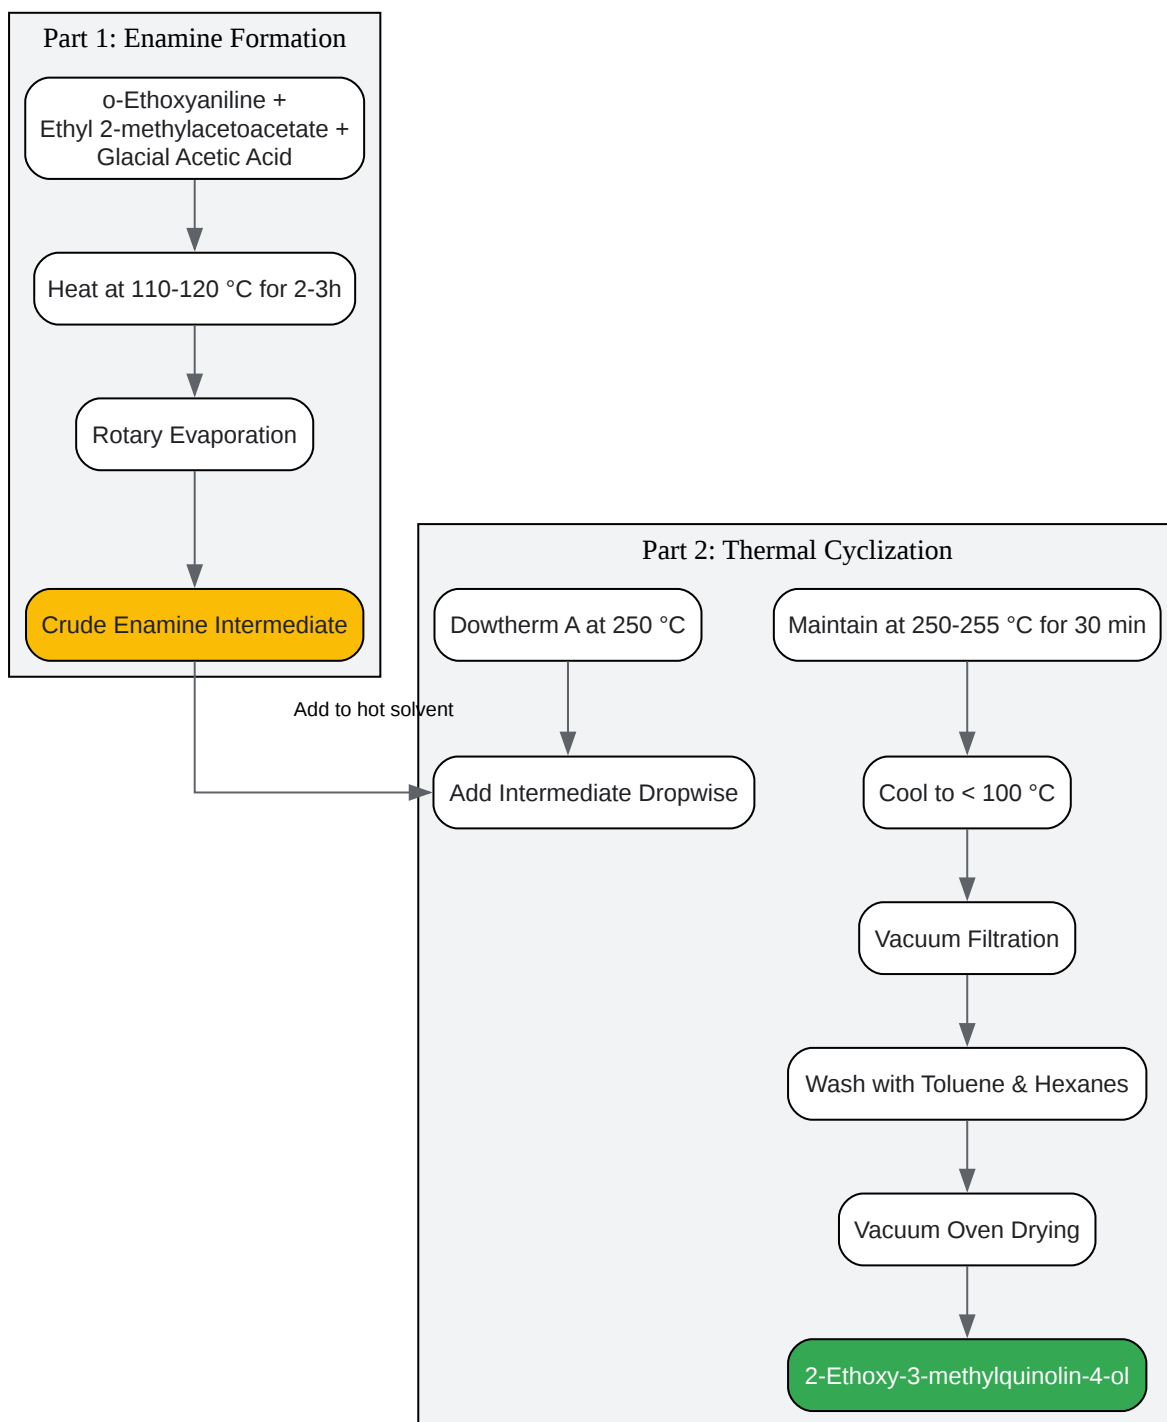 Part 1: Enamine Formation
o-Ethoxyaniline +
Ethyl 2-methylacetoacetate +
Glacial Acetic Acid
Heat at 110-120 °C for 2-3h
Rotary Evaporation
Crude Enamine Intermediate
Add to hot solvent
Part 2: Thermal Cyclization
Dowtherm A at 250 °C
Add Intermediate Dropwise
Maintain at 250-255 °C for 30 min
Cool to < 100 °C
Vacuum Filtration
Wash with Toluene & Hexanes
Vacuum Oven Drying
2-Ethoxy-3-methylquinolin-4-ol